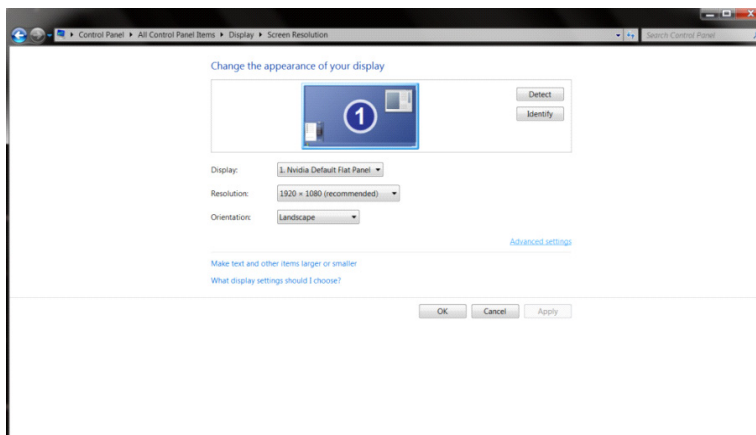 Control Panel ▸ All Control Panel Items ▸ Display ▸ Screen Resolution
Search Control Panel
Change the appearance of your display
1
Detect
Identify
Display: 1. Nvidia Default Flat Panel
Resolution: 1920 × 1080 (recommended)
Orientation: Landscape
Advanced settings
Make text and other items larger or smaller
What display settings should I choose?
OK Cancel Apply